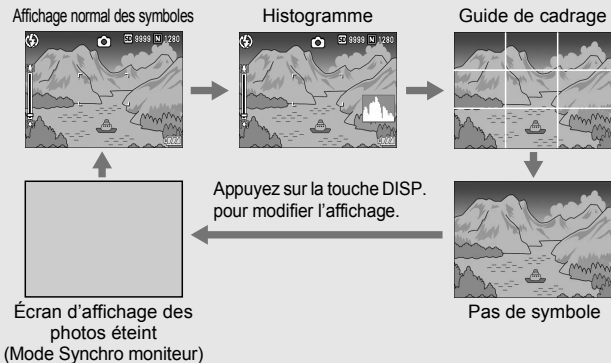 Affichage normal des symboles
Histogramme
Guide de cadrage
9999 N 1280
9999 N 1280
Appuyez sur la touche DISP.
pour modifier l'affichage.
Écran d'affichage des
photos éteint
(Mode Synchro moniteur)
Pas de symbole